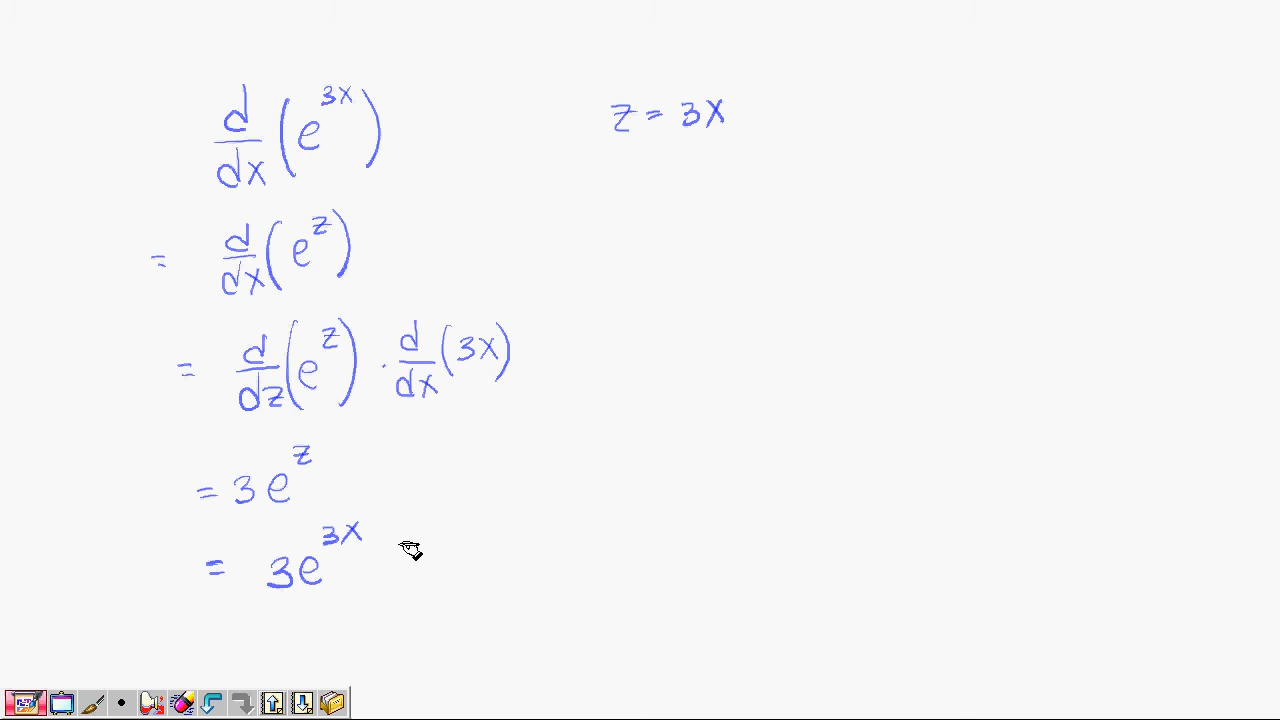 d/dx (e^{3x})    z = 3x
= d/dx (e^z)
= d/dz (e^z) · d/dx (3x)
= 3e^z
= 3e^{3x}